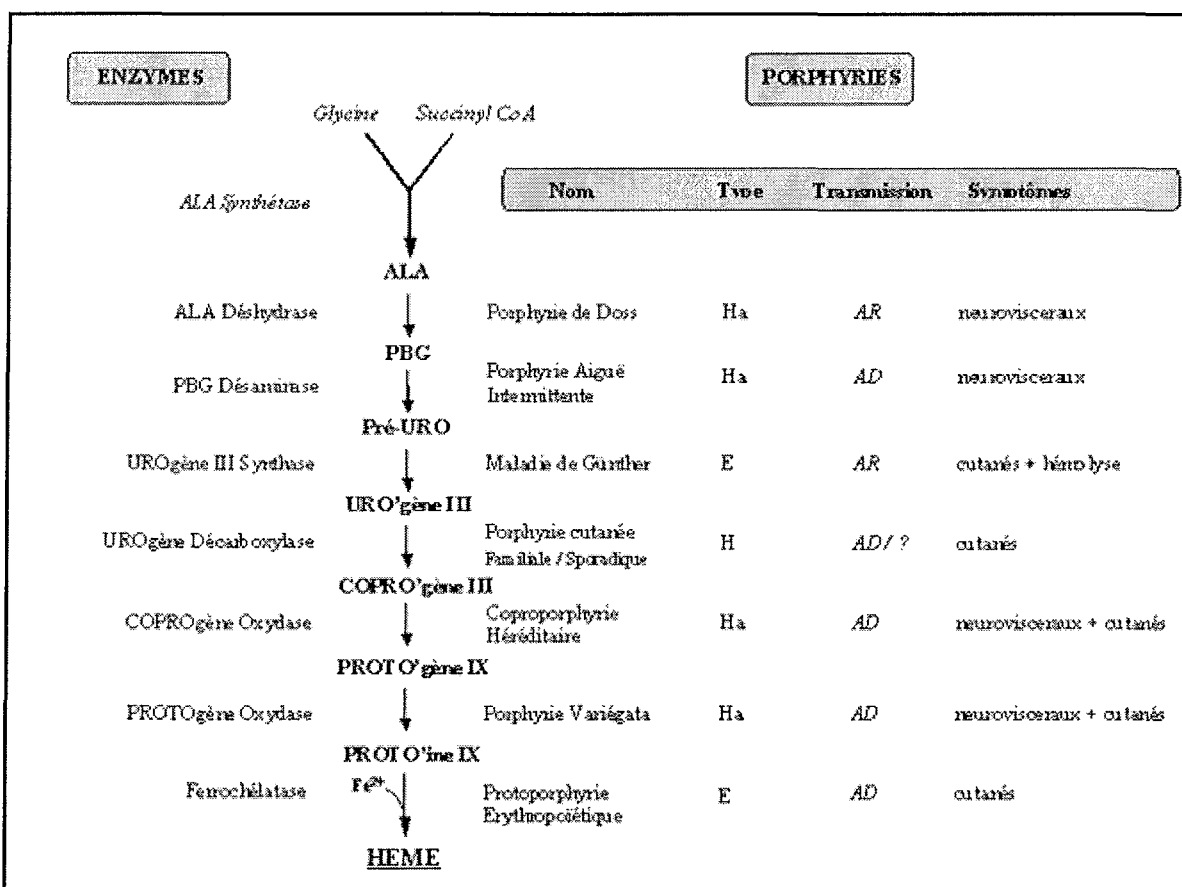 ENZYMES
PORPHYRIES
Glycine Succinyl CoA
ALA Synthétase
Nom Type Transmission Symptômes
ALA
ALA Déshydrase Porphyrie de Doss Ha AR neurovisceraux
PBG
PBG Désaminase Porphyrie Aiguë Ha AD neurovisceraux
Intermittente
Pré-URO
UROgène III Synthase Maladie de Günther E AR cutanés + hémolyse
URO'gène III
UROgène Décarboxylase Porphyrie cutanée H AD / ? cutanés
Familiale / Sporadique
COPRO'gène III
COPROgène Oxydase Coproporphyrie Ha AD neurovisceraux + cutanés
Héréditaire
PROTO'gène IX
PROTOgène Oxydase Porphyrie Variégata Ha AD neurovisceraux + cutanés
PROTO'ine IX
Ferrochélatase Fe2+ Protoporphyrie E AD cutanés
Erythropoïétique
HEME